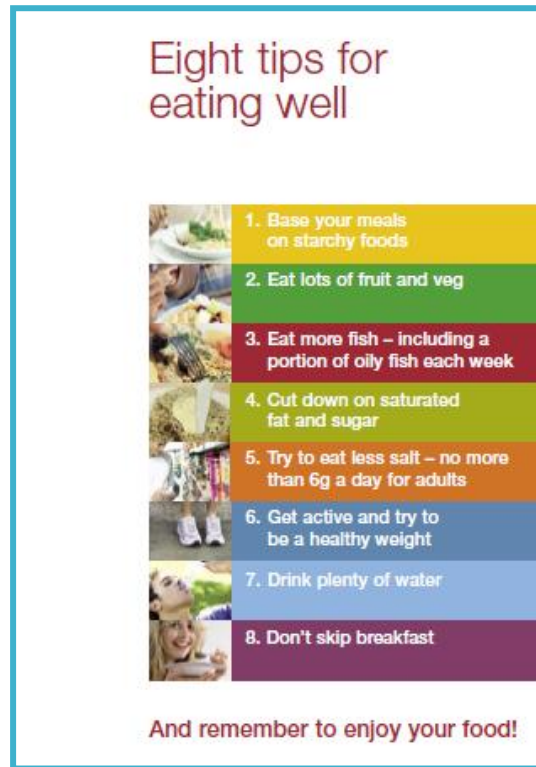 Eight tips for
eating well
1. Base your meals
on starchy foods
2. Eat lots of fruit and veg
3. Eat more fish – including a
portion of oily fish each week
4. Cut down on saturated
fat and sugar
5. Try to eat less salt – no more
than 6g a day for adults
6. Get active and try to
be a healthy weight
7. Drink plenty of water
8. Don't skip breakfast
And remember to enjoy your food!